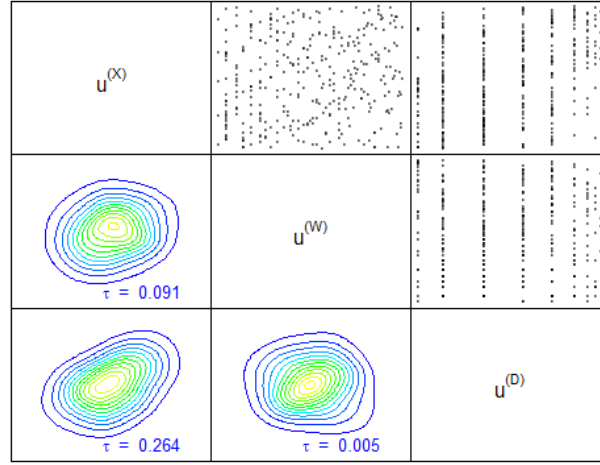 u(X)
τ = 0.091
u(W)
τ = 0.264
τ = 0.005
u(D)